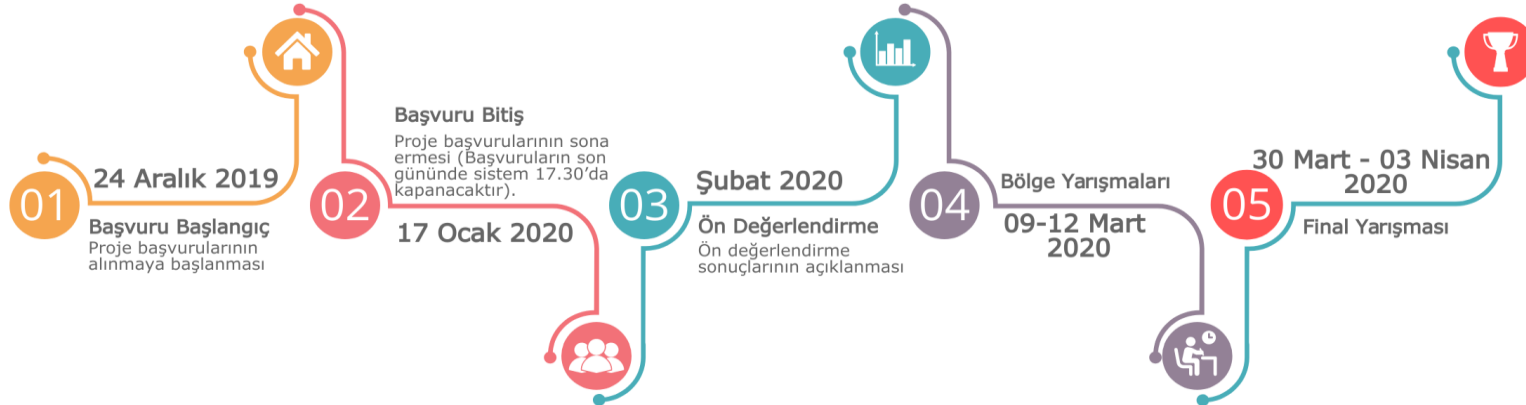 01
24 Aralık 2019
Başvuru Başlangıç
Proje başvurularının
alınmaya başlanması
02
Başvuru Bitiş
Proje başvurularının sona
ermesi (Başvuruların son
gününde sistem 17.30'da
kapanacaktır).
17 Ocak 2020
03
Şubat 2020
Ön Değerlendirme
Ön değerlendirme
sonuçlarının açıklanması
04
Bölge Yarışmaları
09-12 Mart
2020
05
30 Mart - 03 Nisan
2020
Final Yarışması